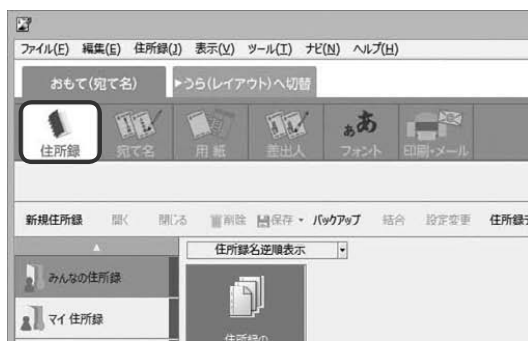 ファイル(F) 編集(E) 住所録(J) 表示(V) ツール(T) ナビ(N) ヘルプ(H)
おもて(宛て名) ▶うら(レイアウト)へ切替
住所録 宛て名 用紙 差出人 フォント 印刷・メール
新規住所録 開く 閉じる 削除 保存 バックアップ 結合 設定変更 住所録デ
住所録名逆順表示
みんなの住所録
マイ 住所録
住所録の